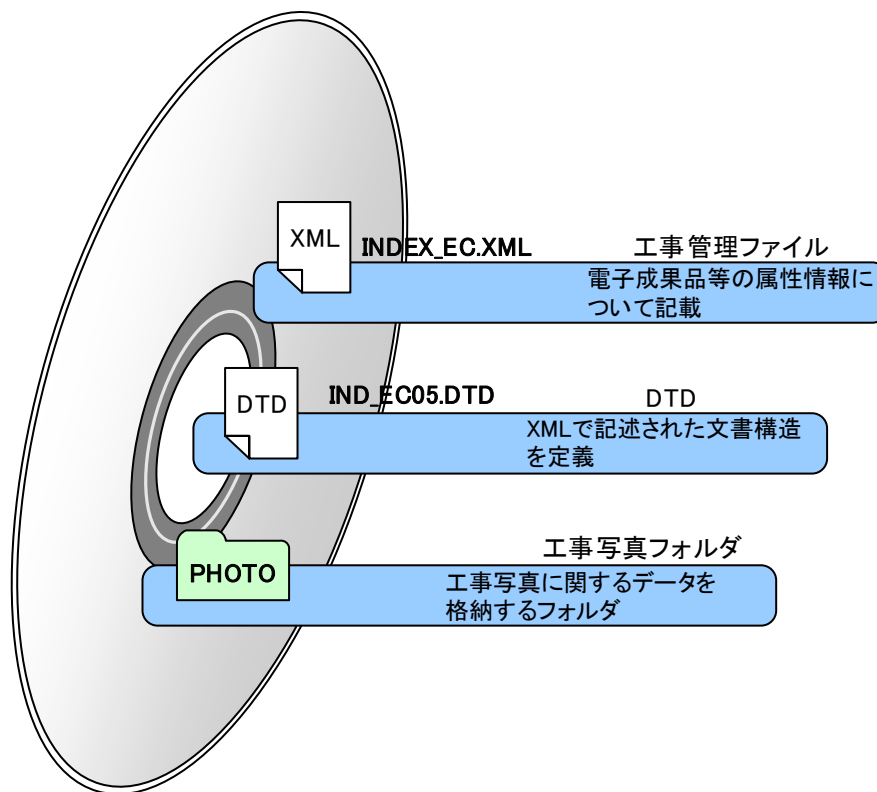 XML
INDEX_EC.XML
工事管理ファイル
電子成果品等の属性情報に
ついて記載
DTD
IND_EC05.DTD
DTD
XMLで記述された文書構造
を定義
PHOTO
工事写真フォルダ
工事写真に関するデータを
格納するフォルダ